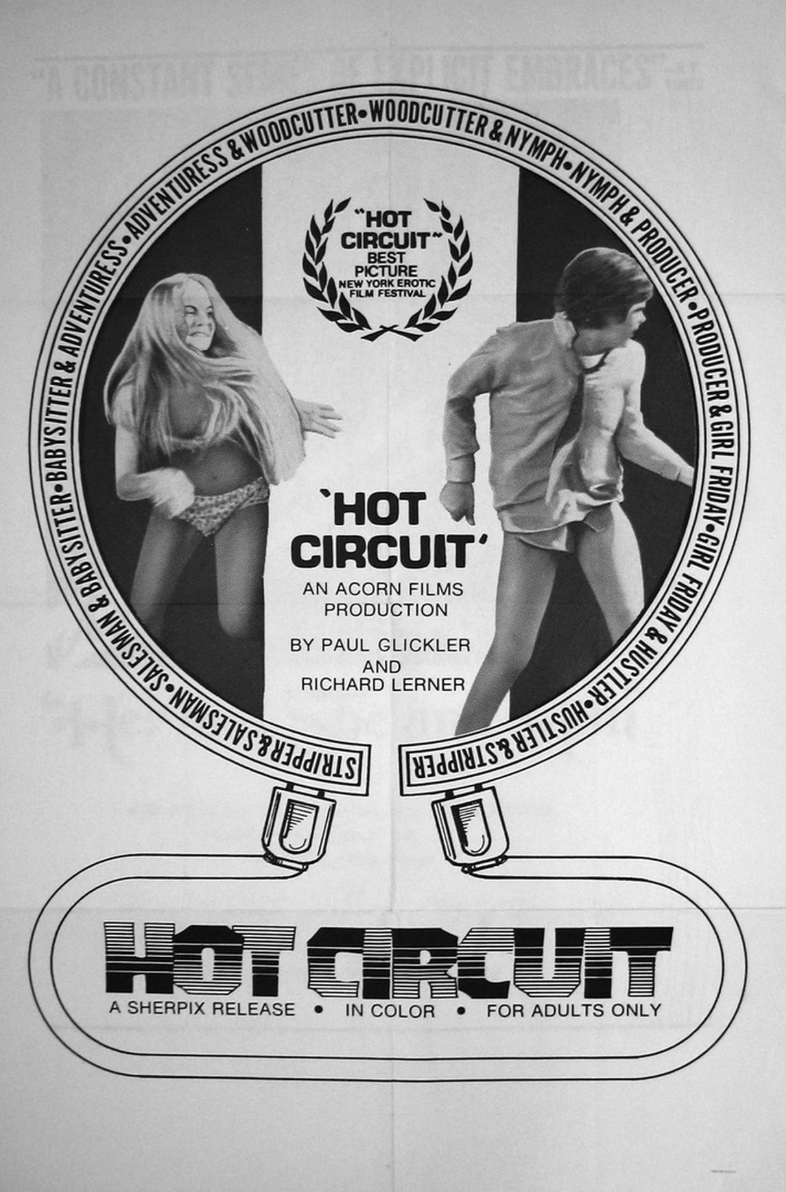 "A CONSTANT SERIES OF EXPLICIT EMBRACES"
STRIPPER & SALESMAN • SALESMAN & BABYSITTER • BABYSITTER & ADVENTURESS • ADVENTURESS & WOODCUTTER • WOODCUTTER & NYMPH • NYMPH & PRODUCER • PRODUCER & GIRL FRIDAY • GIRL FRIDAY & HUSTLER • HUSTLER & STRIPPER
"HOT
CIRCUIT"
BEST
PICTURE
NEW YORK EROTIC
FILM FESTIVAL
'HOT
CIRCUIT'
AN ACORN FILMS
PRODUCTION
BY PAUL GLICKLER
AND
RICHARD LERNER
HOT CIRCUIT
A SHERPIX RELEASE • IN COLOR • FOR ADULTS ONLY